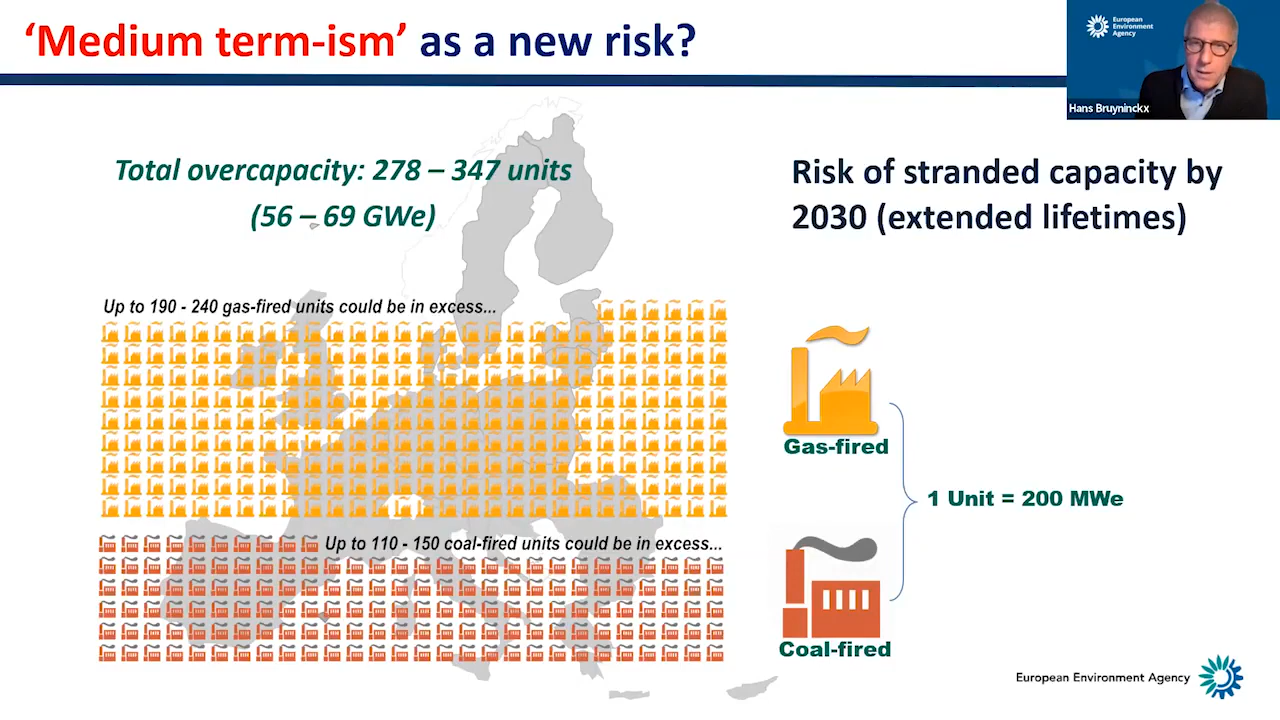 ‘Medium term-ism’ as a new risk?
European
Environment
Agency
Hans Bruyninckx
Total overcapacity: 278 – 347 units
(56 – 69 GWe)
Risk of stranded capacity by
2030 (extended lifetimes)
Up to 190 - 240 gas-fired units could be in excess...
Gas-fired
1 Unit = 200 MWe
Up to 110 - 150 coal-fired units could be in excess...
Coal-fired
European Environment Agency